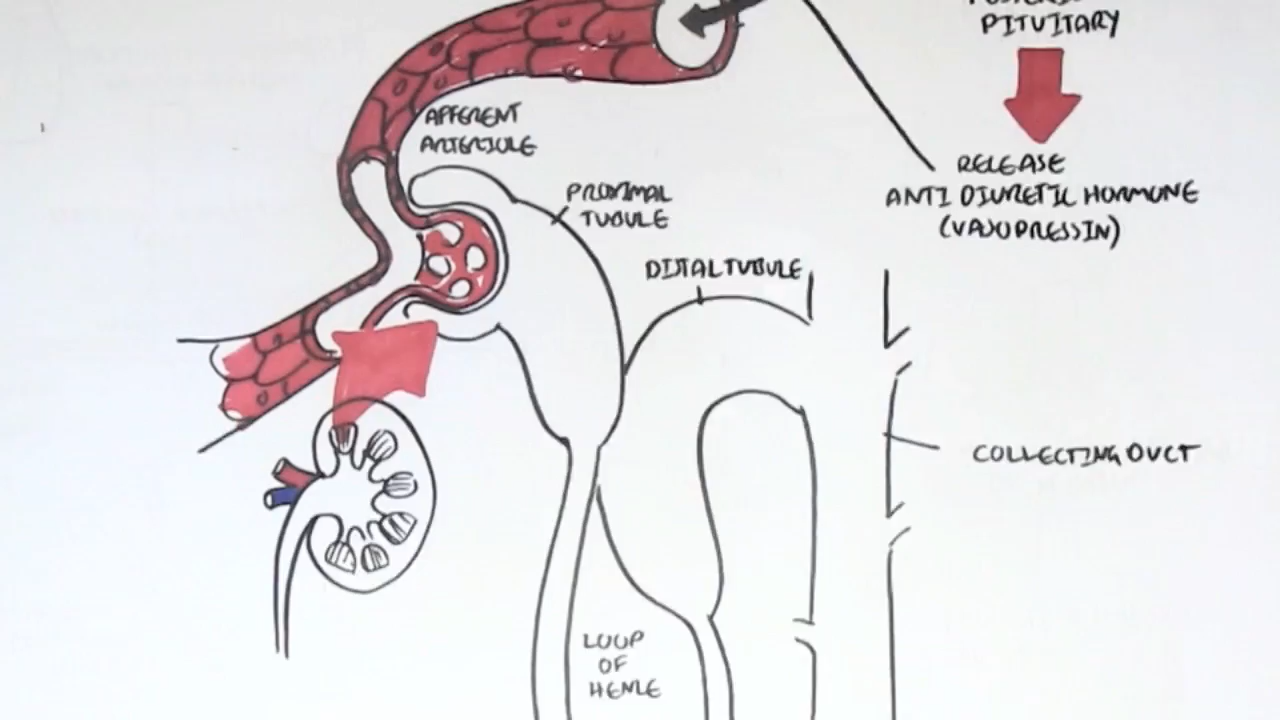 PITUITARY
RELEASE
ANTI DIURETIC HORMONE
(VASOPRESSIN)
AFFERENT
ARTERIOLE
PROXIMAL
TUBULE
DISTAL TUBULE
COLLECTING DUCT
LOOP
OF
HENLE